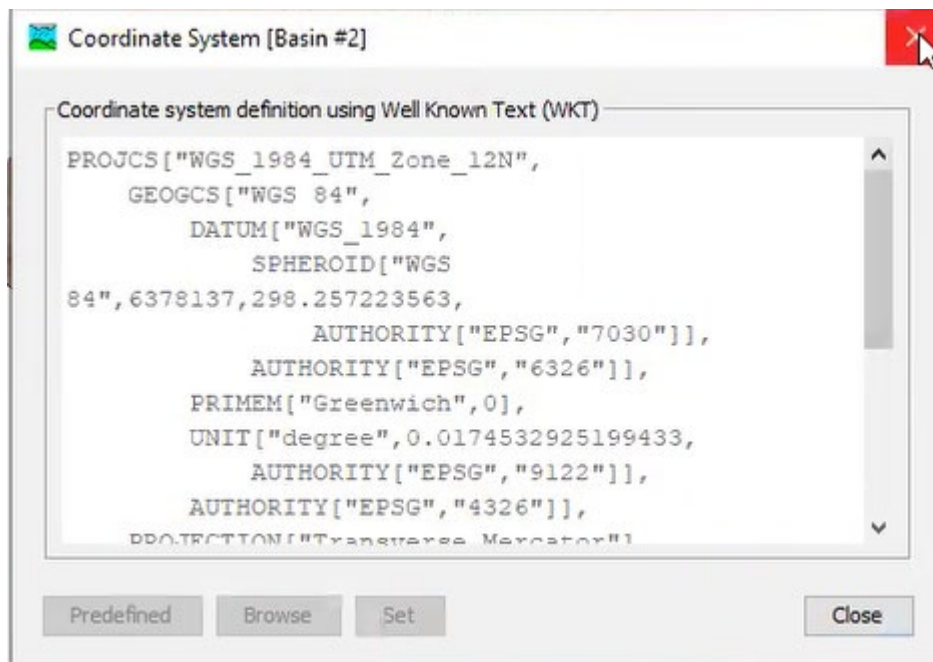 Coordinate System [Basin #2]
Coordinate system definition using Well Known Text (WKT)
PROJCS["WGS_1984_UTM_Zone_12N",
GEOGCS["WGS 84",
DATUM["WGS_1984",
SPHEROID["WGS
84",6378137,298.257223563,
AUTHORITY["EPSG","7030"]],
AUTHORITY["EPSG","6326"]],
PRIMEM["Greenwich",0],
UNIT["degree",0.0174532925199433,
AUTHORITY["EPSG","9122"]],
AUTHORITY["EPSG","4326"]],
PROJECTION["Transverse_Mercator"]
Predefined Browse Set Close